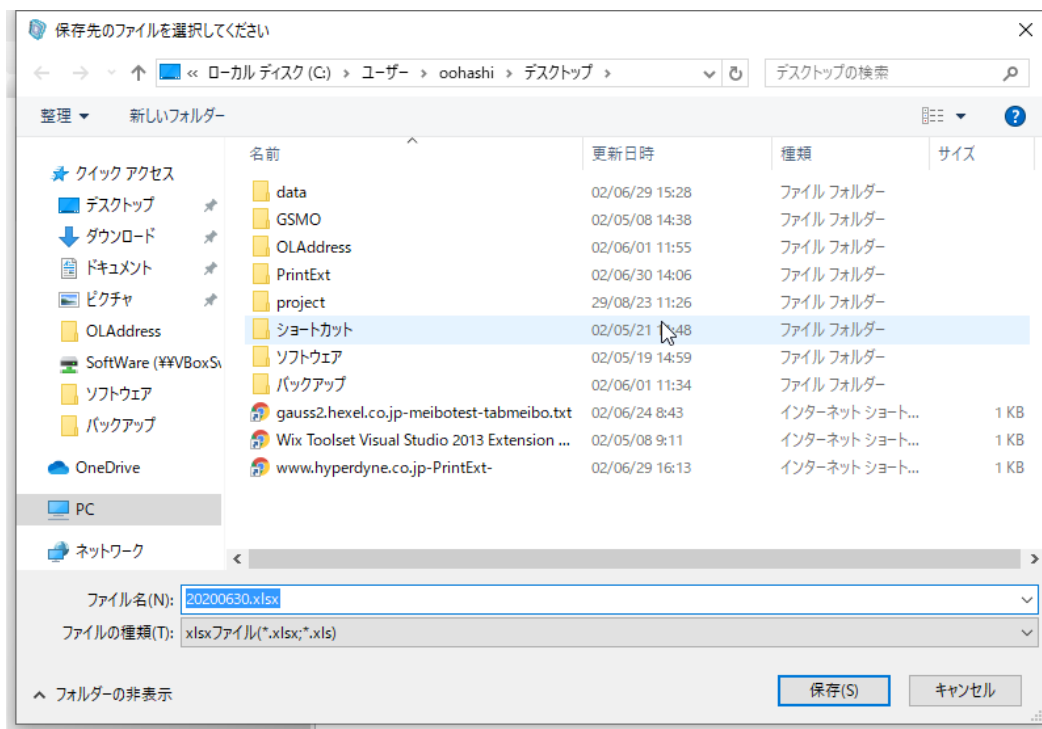 保存先のファイルを選択してください
« ローカル ディスク (C:) › ユーザー › oohashi › デスクトップ ›
デスクトップの検索
整理
新しいフォルダー
名前 更新日時 種類 サイズ
クイック アクセス
デスクトップ
ダウンロード
ドキュメント
ピクチャ
OLAddress
SoftWare (¥¥VBoxSv
ソフトウェア
バックアップ
OneDrive
PC
ネットワーク
data 02/06/29 15:28 ファイル フォルダー
GSMO 02/05/08 14:38 ファイル フォルダー
OLAddress 02/06/01 11:55 ファイル フォルダー
PrintExt 02/06/30 14:06 ファイル フォルダー
project 29/08/23 11:26 ファイル フォルダー
ショートカット 02/05/21 ファイル フォルダー
ソフトウェア 02/05/19 14:59 ファイル フォルダー
バックアップ 02/06/01 11:34 ファイル フォルダー
gauss2.hexel.co.jp-meibotest-tabmeibo.txt 02/06/24 8:43 インターネット ショート... 1 KB
Wix Toolset Visual Studio 2013 Extension ... 02/05/08 9:11 インターネット ショート... 1 KB
www.hyperdyne.co.jp-PrintExt- 02/06/29 16:13 インターネット ショート... 1 KB
ファイル名(N): 20200630.xlsx
ファイルの種類(T): xlsxファイル(*.xlsx;*.xls)
フォルダーの非表示
保存(S)
キャンセル